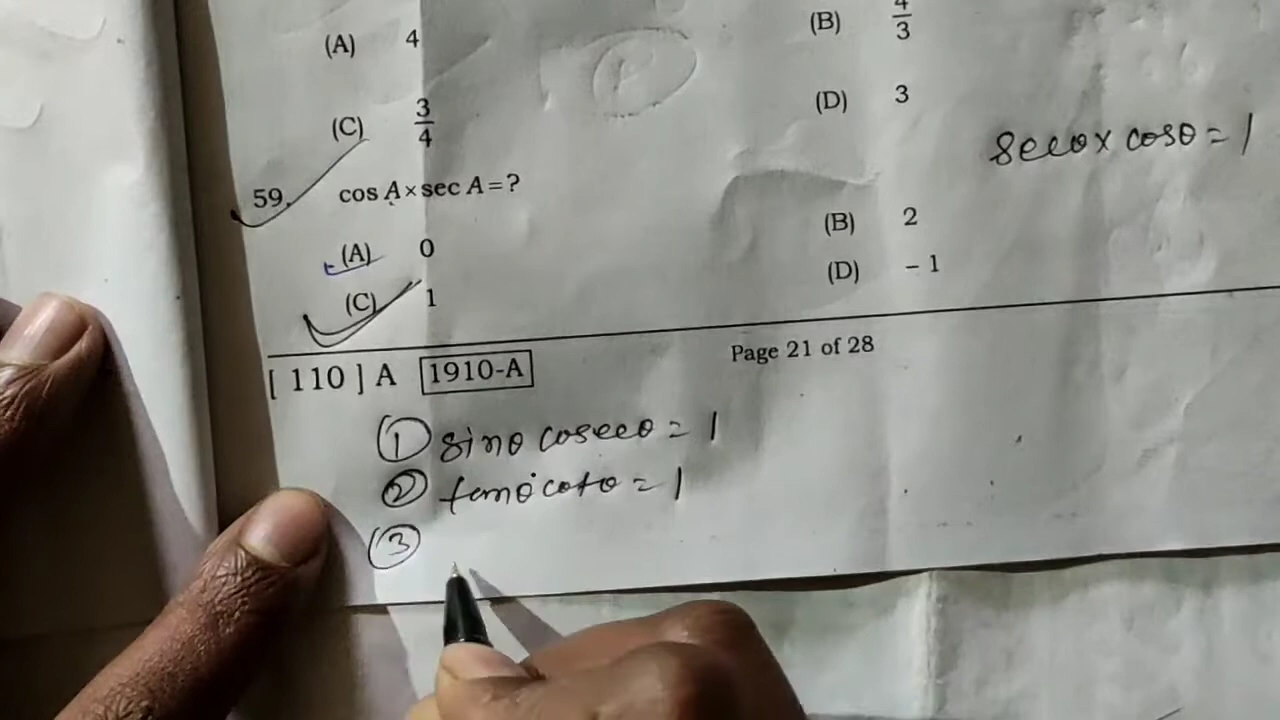 (A) 4 (B) 4/3
(C) 3/4 (D) 3
secθ x cosθ = 1
59. cos A × sec A = ?
(A) 0 (B) 2
(C) 1 (D) – 1
[ 110 ] A 1910-A Page 21 of 28
① sinθ cosecθ = 1
② tanθ cotθ = 1
③